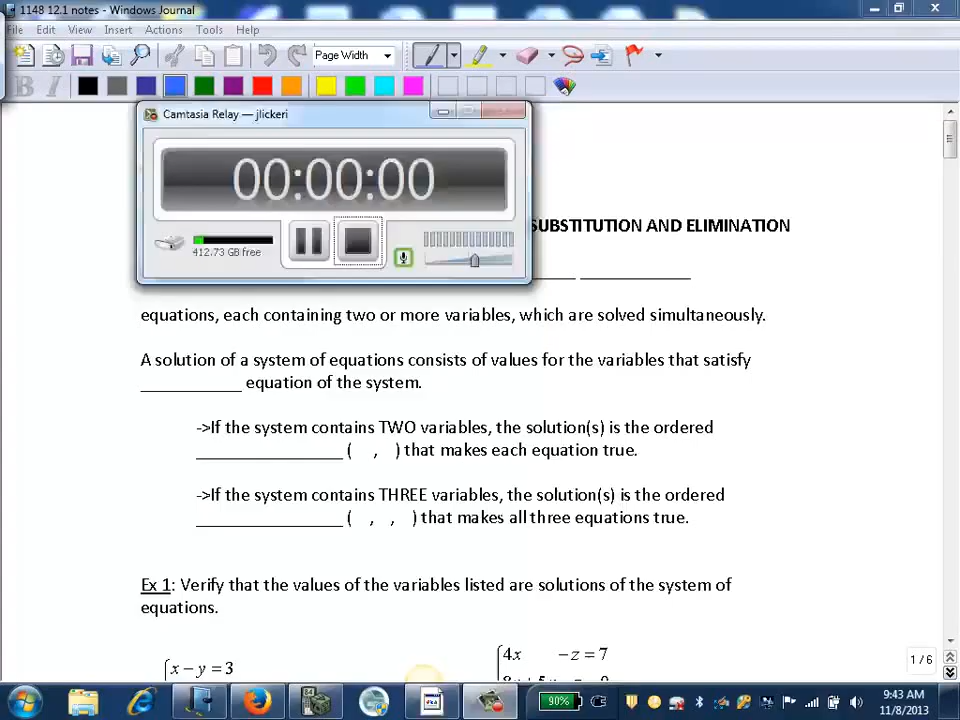 1148 12.1 notes - Windows Journal
File Edit View Insert Actions Tools Help
Page Width
B I
Camtasia Relay — jlickeri
00:00:00
412.73 GB free
SUBSTITUTION AND ELIMINATION
equations, each containing two or more variables, which are solved simultaneously.
A solution of a system of equations consists of values for the variables that satisfy
___________ equation of the system.
->If the system contains TWO variables, the solution(s) is the ordered
________________ ( , ) that makes each equation true.
->If the system contains THREE variables, the solution(s) is the ordered
________________ ( , , ) that makes all three equations true.
Ex 1: Verify that the values of the variables listed are solutions of the system of
equations.
x − y = 3
4x − z = 7
1 / 6
90%
9:43 AM
11/8/2013